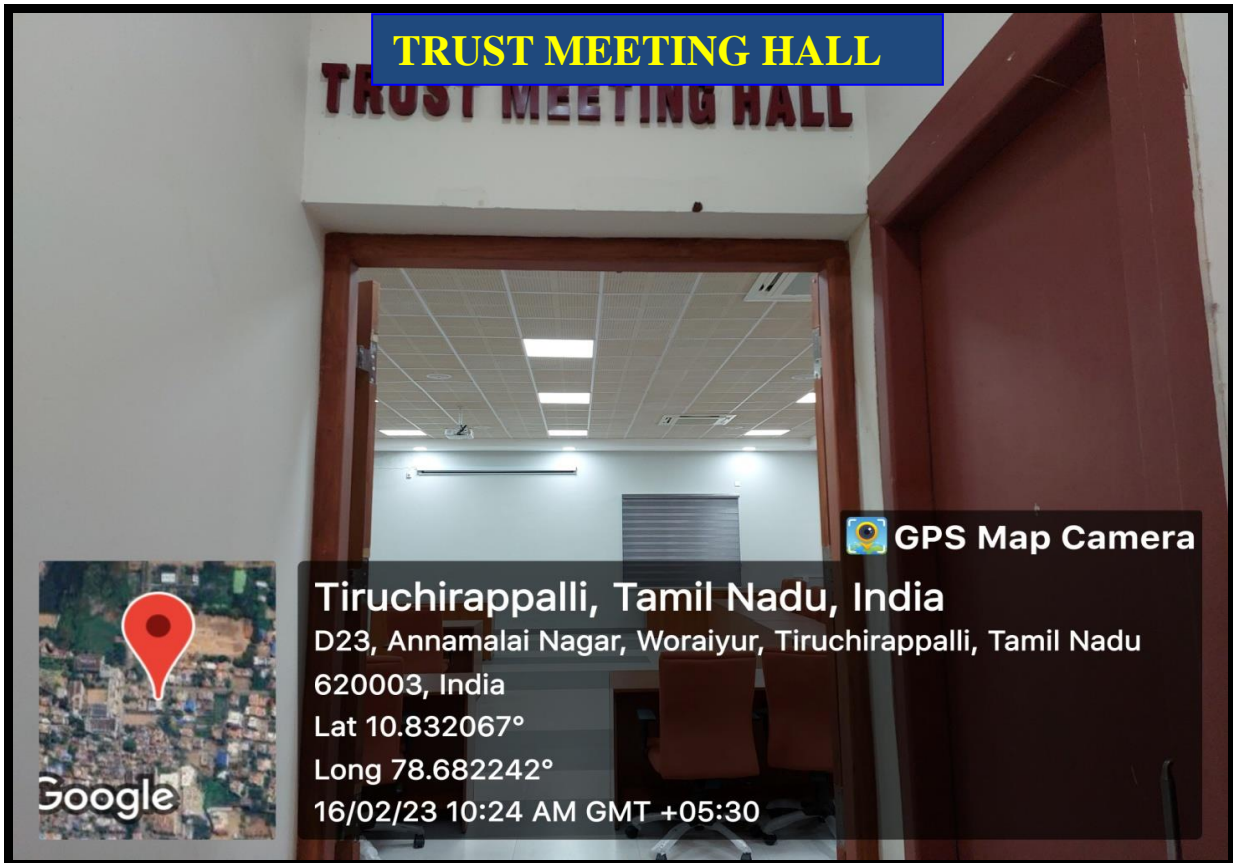 TRUST MEETING HALL
TRUST MEETING HALL
GPS Map Camera
Tiruchirappalli, Tamil Nadu, India
D23, Annamalai Nagar, Woraiyur, Tiruchirappalli, Tamil Nadu
620003, India
Lat 10.832067°
Long 78.682242°
16/02/23 10:24 AM GMT +05:30
Google